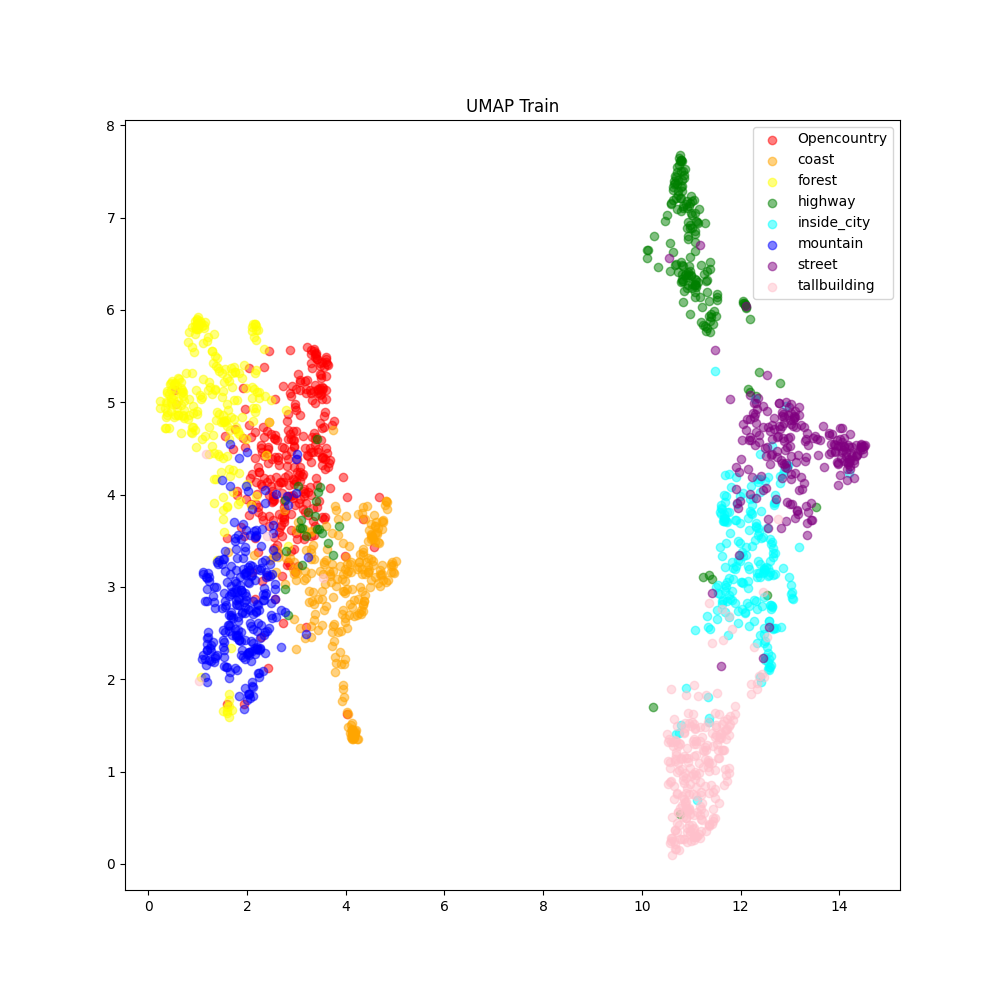 UMAP Train
8
7
6
5
4
3
2
1
0
0 2 4 6 8 10 12 14
Opencountry
coast
forest
highway
inside_city
mountain
street
tallbuilding